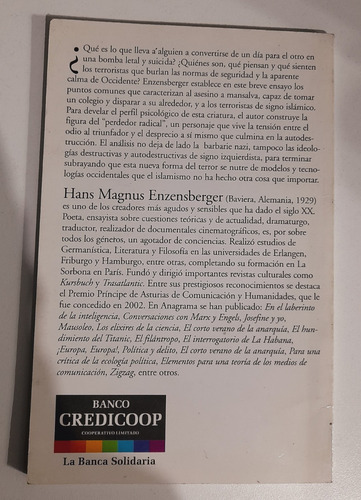 ¿Qué es lo que lleva a alguien a convertirse de un día para el otro en
una bomba letal y suicida? ¿Quiénes son, qué piensan y qué sienten
los terroristas que burlan las normas de seguridad y la aparente
calma de Occidente? Enzensberger establece en este breve ensayo los
puntos comunes que caracterizan al asesino a mansalva, capaz de tomar
un colegio y disparar a su alrededor, y a los terroristas de signo islámico.
Para develar el perfil psicológico de esta criatura, el autor construye la
figura del "perdedor radical", un personaje que vive la tensión entre el
odio al triunfador y el desprecio a sí mismo que culmina en la autodes-
trucción. El análisis no deja de lado la barbarie nazi, tampoco las ideolo-
gías destructivas y autodestructivas de signo izquierdista, para terminar
subrayando que esta nueva forma del terror se nutre de modelos y tecno-
logías occidentales que el islamismo no ha hecho otra cosa que importar.
Hans Magnus Enzensberger (Baviera, Alemania, 1929)
es uno de los creadores más agudos y sensibles que ha dado el siglo XX.
Poeta, ensayista sobre cuestiones teóricas y de actualidad, dramaturgo,
traductor, realizador de documentales cinematográficos, es, por sobre
todos los géneros, un agotador de conciencias. Realizó estudios de
Germanística, Literatura y Filosofía en las universidades de Erlangen,
Friburgo y Hamburgo, entre otras, completando su formación en La
Sorbona en París. Fundó y dirigió importantes revistas culturales como
Kursbuch y Trasatlantic. Entre sus prestigiosos reconocimientos se destaca
el Premio Príncipe de Asturias de Comunicación y Humanidades, que le
fue concedido en 2002. En Anagrama se han publicado: En el laberinto
de la inteligencia, Conversaciones con Marx y Engels, Josefine y yo,
Mausoleo, Los elixires de la ciencia, El corto verano de la anarquía, El hun-
dimiento del Titanic, El filántropo, El interrogatorio de La Habana,
¡Europa, Europa!, Política y delito, El corto verano de la anarquía, Para una
crítica de la ecología política, Elementos para una teoría de los medios de
comunicación, Zigzag, entre otros.
BANCO
CREDICOOP
COOPERATIVO LIMITADO
La Banca Solidaria